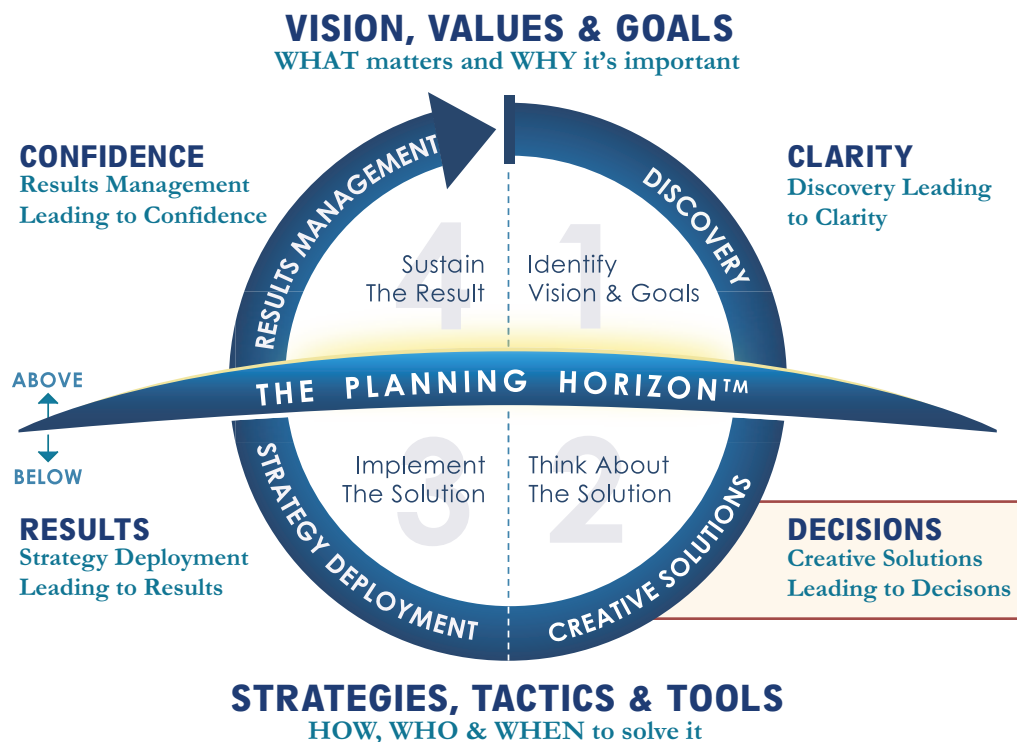 VISION, VALUES & GOALS
WHAT matters and WHY it's important
CONFIDENCE
Results Management
Leading to Confidence
CLARITY
Discovery Leading
to Clarity
RESULTS MANAGEMENT
DISCOVERY
4
Sustain
The Result
1
Identify
Vision & Goals
THE PLANNING HORIZON™
ABOVE
BELOW
3
Implement
The Solution
2
Think About
The Solution
STRATEGY DEPLOYMENT
CREATIVE SOLUTIONS
RESULTS
Strategy Deployment
Leading to Results
DECISIONS
Creative Solutions
Leading to Decisons
STRATEGIES, TACTICS & TOOLS
HOW, WHO & WHEN to solve it